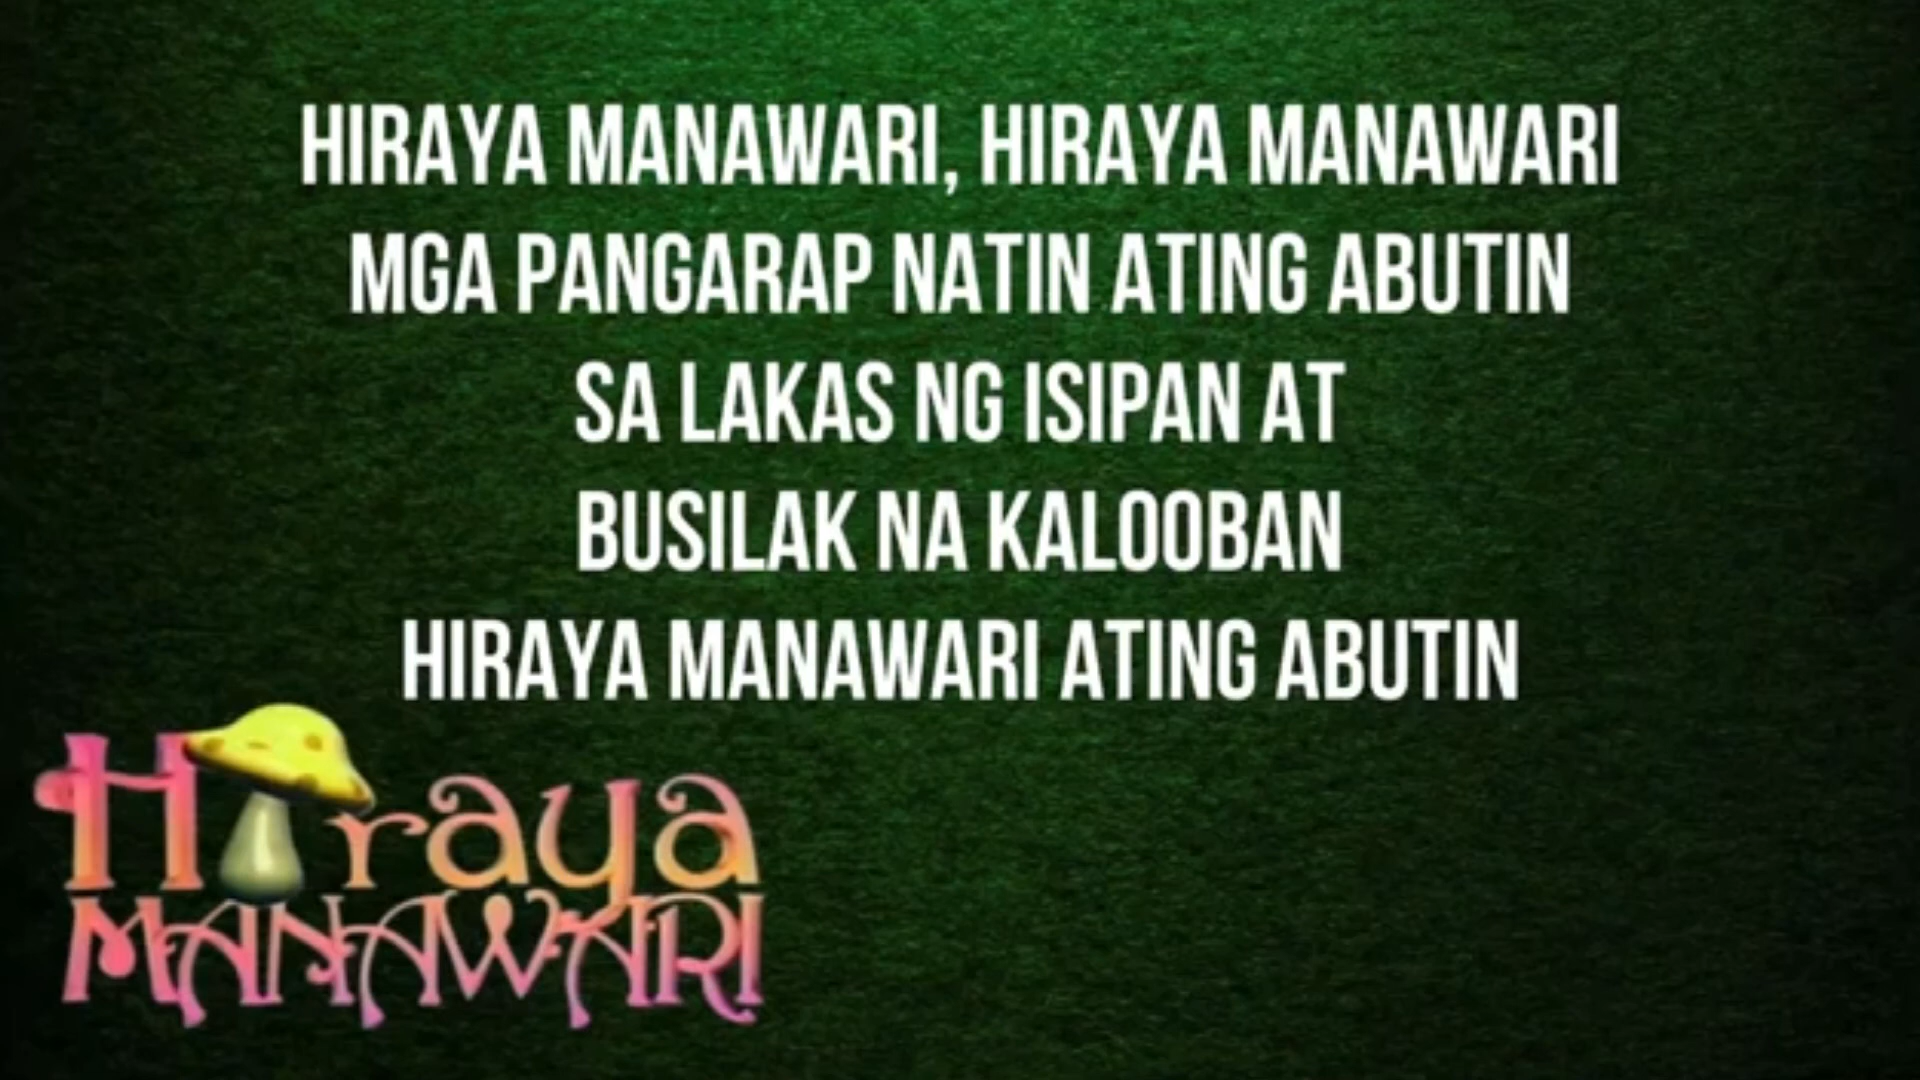 HIRAYA MANAWARI, HIRAYA MANAWARI
MGA PANGARAP NATIN ATING ABUTIN
SA LAKAS NG ISIPAN AT
BUSILAK NA KALOOBAN
HIRAYA MANAWARI ATING ABUTIN
Hiraya
MANAWARI